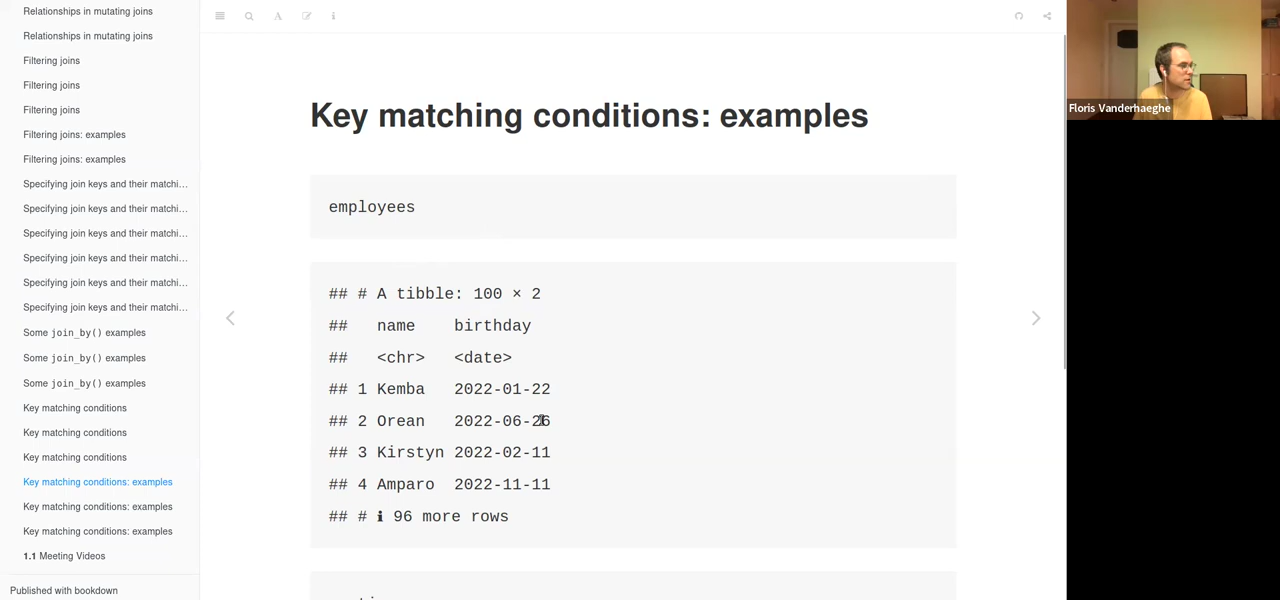 Relationships in mutating joins
Relationships in mutating joins
Filtering joins
Filtering joins
Filtering joins
Filtering joins: examples
Filtering joins: examples
Specifying join keys and their matchi…
Specifying join keys and their matchi…
Specifying join keys and their matchi…
Specifying join keys and their matchi…
Specifying join keys and their matchi…
Specifying join keys and their matchi…
Some join_by() examples
Some join_by() examples
Some join_by() examples
Key matching conditions
Key matching conditions
Key matching conditions
Key matching conditions: examples
Key matching conditions: examples
Key matching conditions: examples
1.1 Meeting Videos
Published with bookdown
Key matching conditions: examples
employees
## # A tibble: 100 × 2
## name birthday
## <chr> <date>
## 1 Kemba 2022-01-22
## 2 Orean 2022-06-26
## 3 Kirstyn 2022-02-11
## 4 Amparo 2022-11-11
## # ℹ 96 more rows
Floris Vanderhaeghe